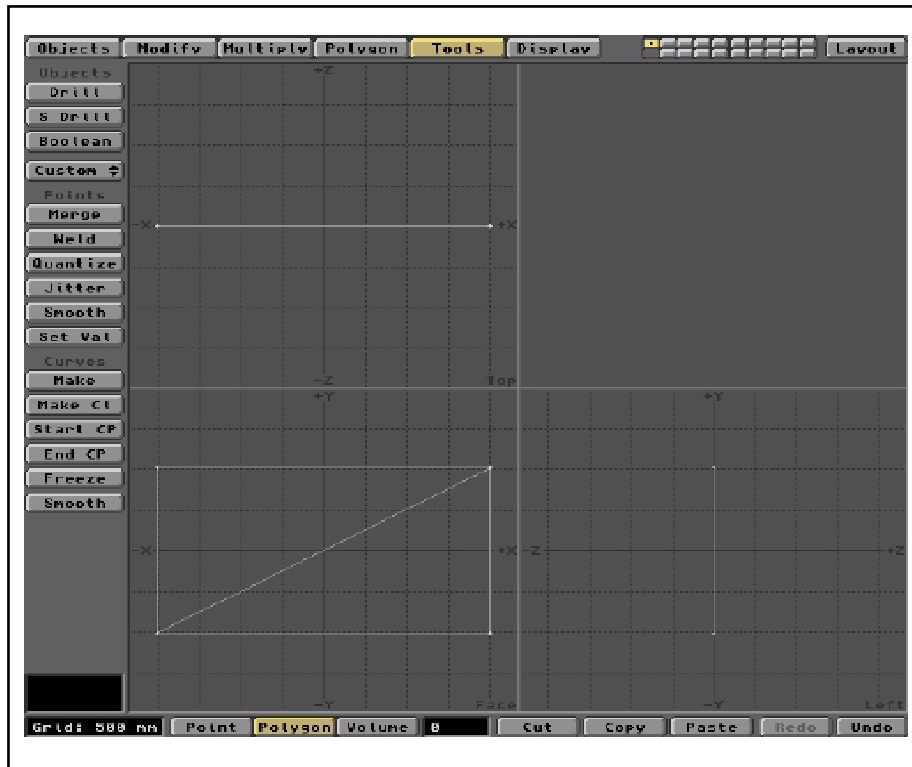 Objects Modify Multiply Polygon Tools Display Layout
Objects
Drill
S Drill
Boolean
Custom
Points
Merge
Weld
Quantize
Jitter
Smooth
Set Val
Curves
Make
Make Cl
Start CP
End CP
Freeze
Smooth
+Z
-X +X
-Z Top
+Y
-X +X
-Y Face
+Y
-Z +Z
-Y Left
Grid: 500 mm Point Polygon Volume 0 Cut Copy Paste Redo Undo